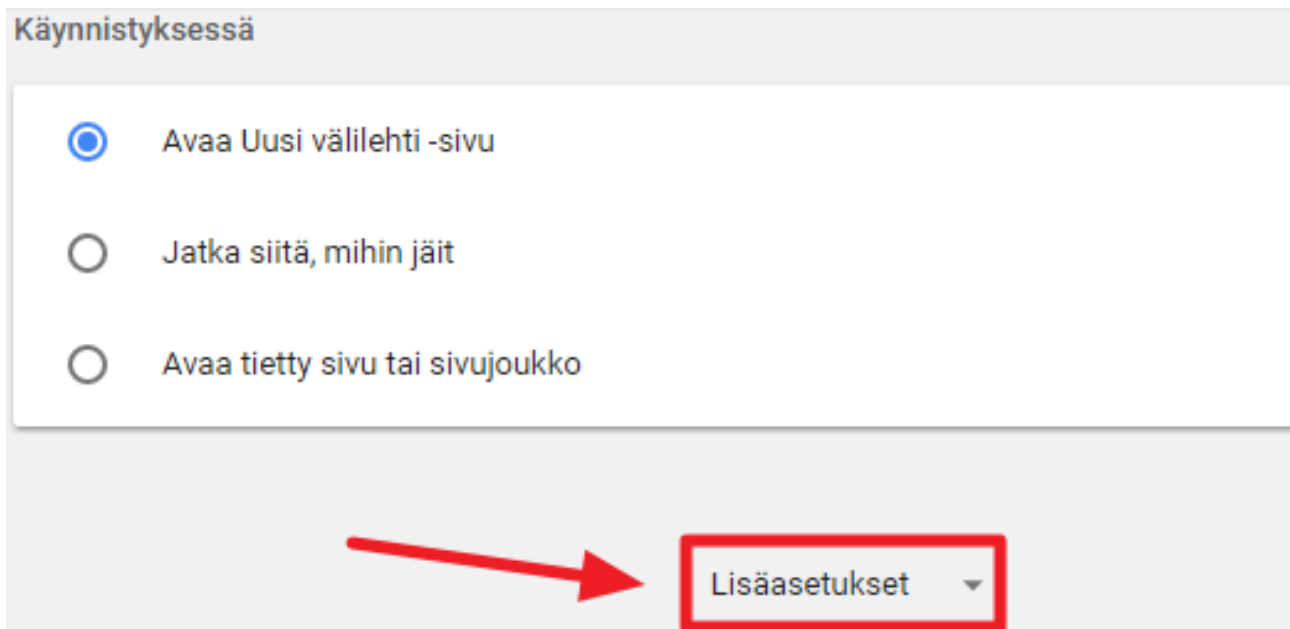 Käynnistyksessä
Avaa Uusi välilehti -sivu
Jatka siitä, mihin jäit
Avaa tietty sivu tai sivujoukko
Lisäasetukset